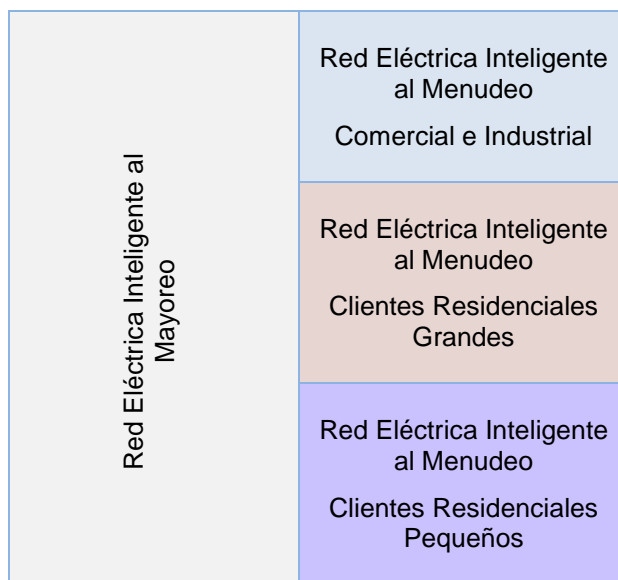 Red Eléctrica Inteligente al
Mayoreo
Red Eléctrica Inteligente
al Menudeo
Comercial e Industrial
Red Eléctrica Inteligente
al Menudeo
Clientes Residenciales
Grandes
Red Eléctrica Inteligente
al Menudeo
Clientes Residenciales
Pequeños